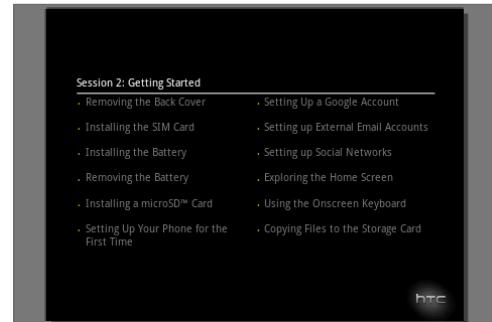 Session 2: Getting Started
. Removing the Back Cover
. Installing the SIM Card
. Installing the Battery
. Removing the Battery
. Installing a microSD™ Card
. Setting Up Your Phone for the
First Time
. Setting Up a Google Account
. Setting up External Email Accounts
. Setting up Social Networks
. Exploring the Home Screen
. Using the Onscreen Keyboard
. Copying Files to the Storage Card
hTC